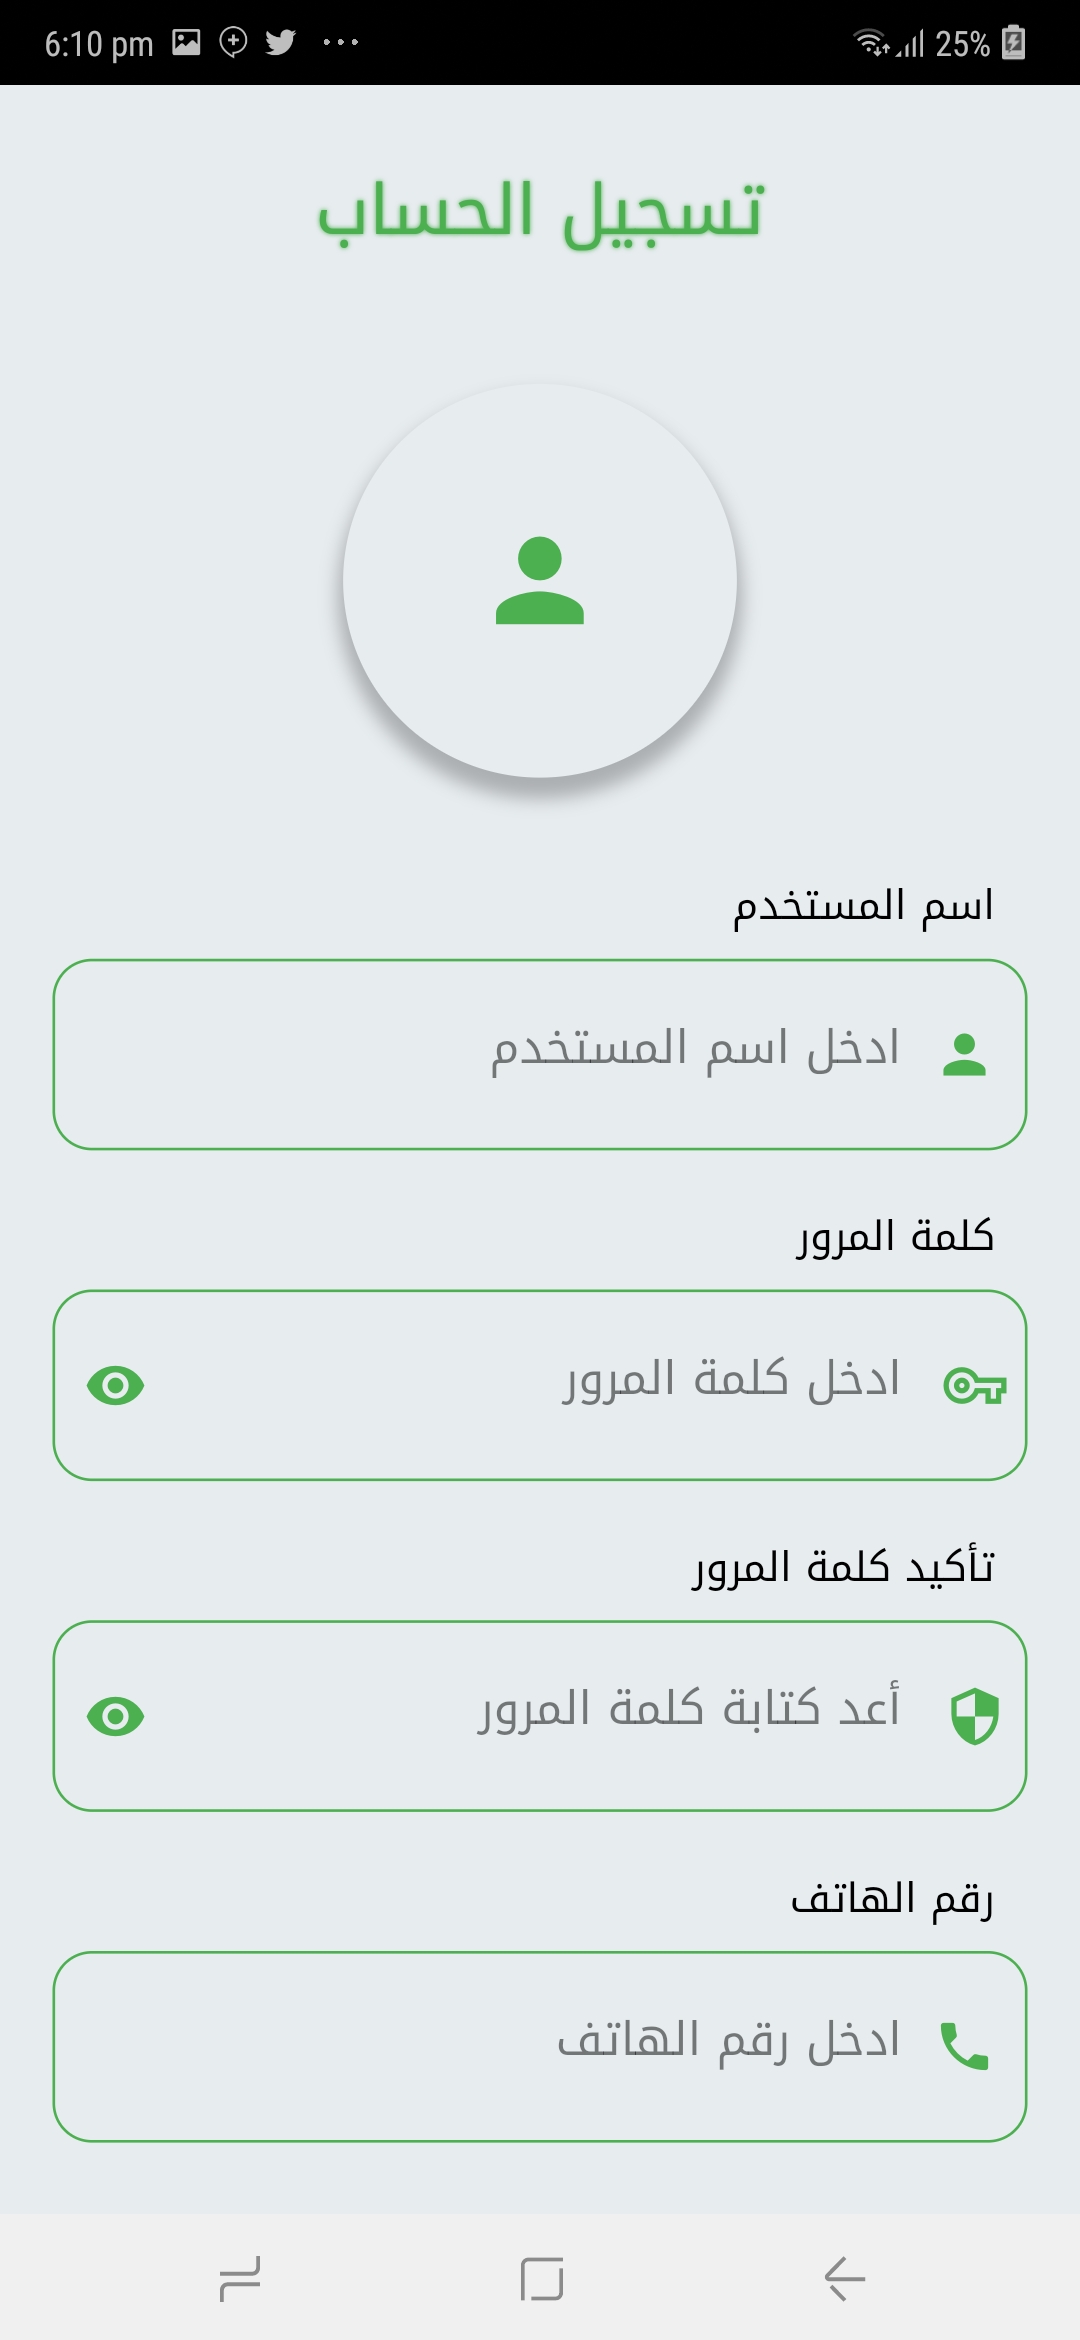 6:10 pm
25%
تسجيل الحساب
اسم المستخدم
ادخل اسم المستخدم
كلمة المرور
ادخل كلمة المرور
تأكيد كلمة المرور
أعد كتابة كلمة المرور
رقم الهاتف
ادخل رقم الهاتف